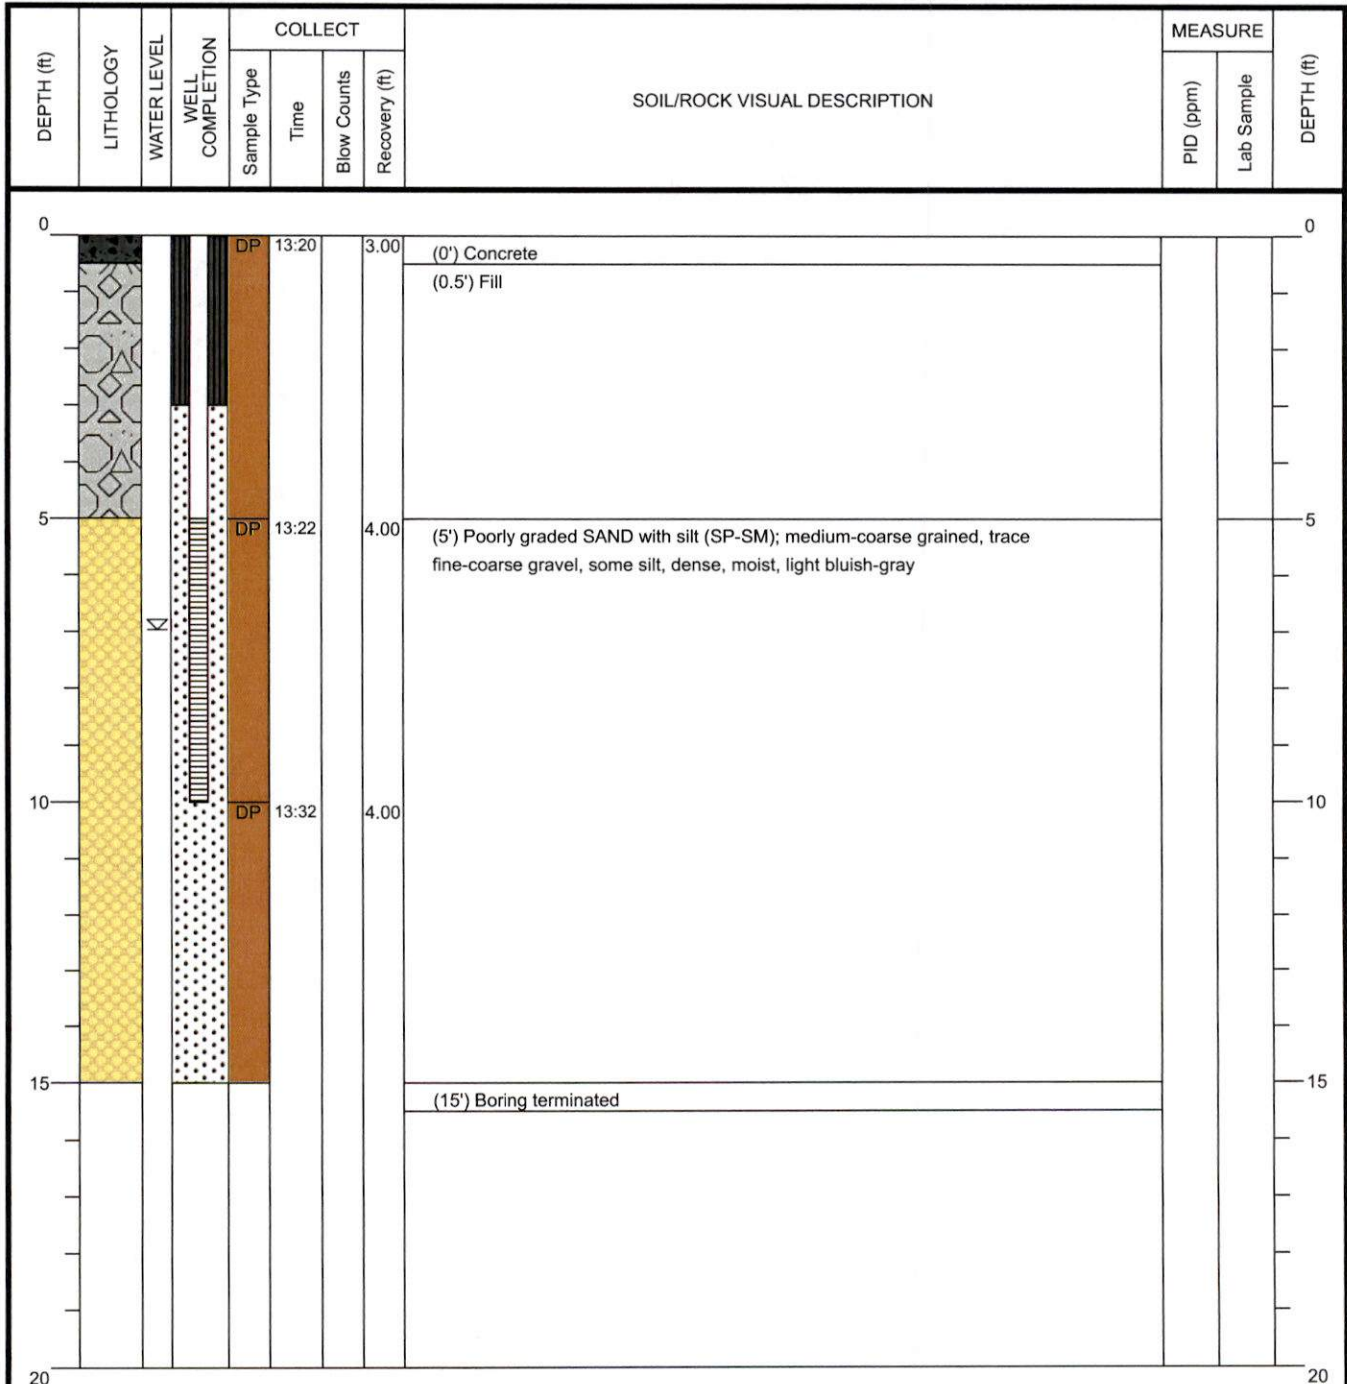 DEPTH (ft)
LITHOLOGY
WATER LEVEL
WELL
COMPLETION
COLLECT
Sample Type
Time
Blow Counts
Recovery (ft)
SOIL/ROCK VISUAL DESCRIPTION
MEASURE
PID (ppm)
Lab Sample
DEPTH (ft)
0
DP 13:20 3.00
(0') Concrete
0
(0.5') Fill
5
DP 13:22 4.00
(5') Poorly graded SAND with silt (SP-SM); medium-coarse grained, trace
fine-coarse gravel, some silt, dense, moist, light bluish-gray
5
10
DP 13:32 4.00
10
15
(15') Boring terminated
15
20
20